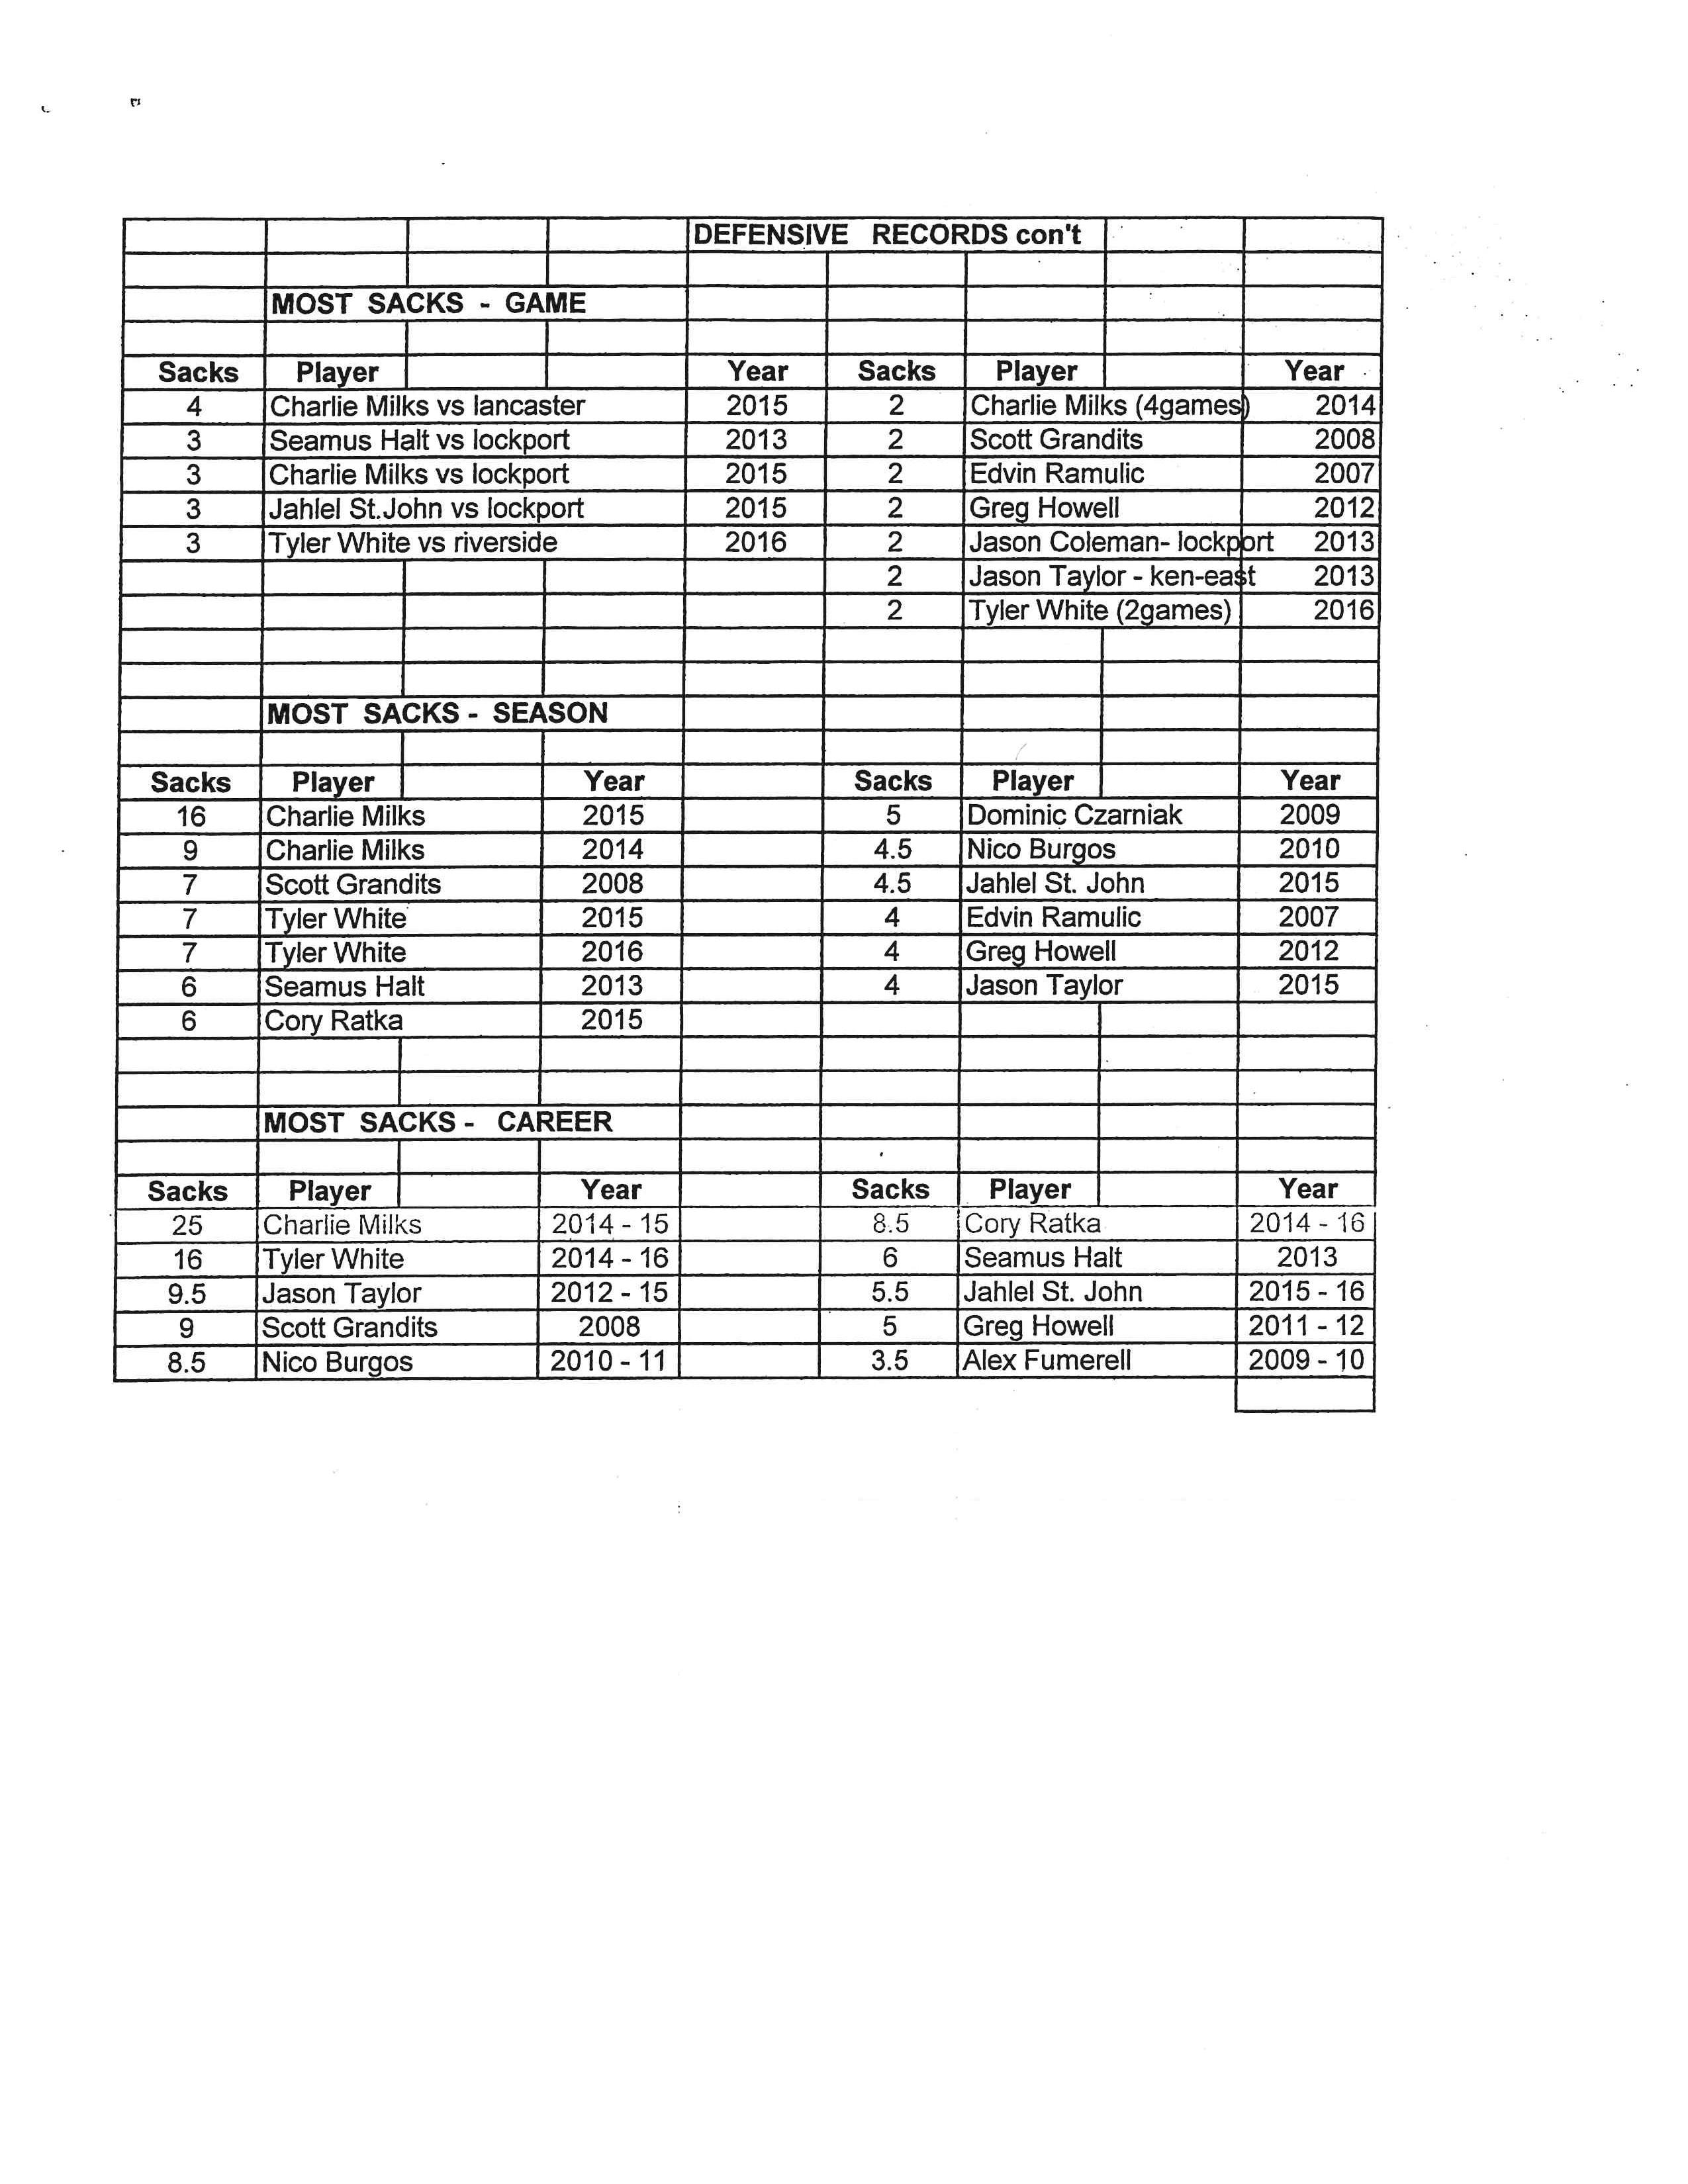 DEFENSIVE RECORDS con't
MOST SACKS - GAME
Sacks Player Year Sacks Player Year
4 Charlie Milks vs lancaster 2015 2 Charlie Milks (4games) 2014
3 Seamus Halt vs lockport 2013 2 Scott Grandits 2008
3 Charlie Milks vs lockport 2015 2 Edvin Ramulic 2007
3 Jahlel St.John vs lockport 2015 2 Greg Howell 2012
3 Tyler White vs riverside 2016 2 Jason Coleman- lockport 2013
2 Jason Taylor - ken-east 2013
2 Tyler White (2games) 2016
MOST SACKS - SEASON
Sacks Player Year Sacks Player Year
16 Charlie Milks 2015 5 Dominic Czarniak 2009
9 Charlie Milks 2014 4.5 Nico Burgos 2010
7 Scott Grandits 2008 4.5 Jahlel St. John 2015
7 Tyler White 2015 4 Edvin Ramulic 2007
7 Tyler White 2016 4 Greg Howell 2012
6 Seamus Halt 2013 4 Jason Taylor 2015
6 Cory Ratka 2015
MOST SACKS - CAREER
Sacks Player Year Sacks Player Year
25 Charlie Milks 2014 - 15 8.5 Cory Ratka 2014 - 16
16 Tyler White 2014 - 16 6 Seamus Halt 2013
9.5 Jason Taylor 2012 - 15 5.5 Jahlel St. John 2015 - 16
9 Scott Grandits 2008 5 Greg Howell 2011 - 12
8.5 Nico Burgos 2010 - 11 3.5 Alex Fumerell 2009 - 10